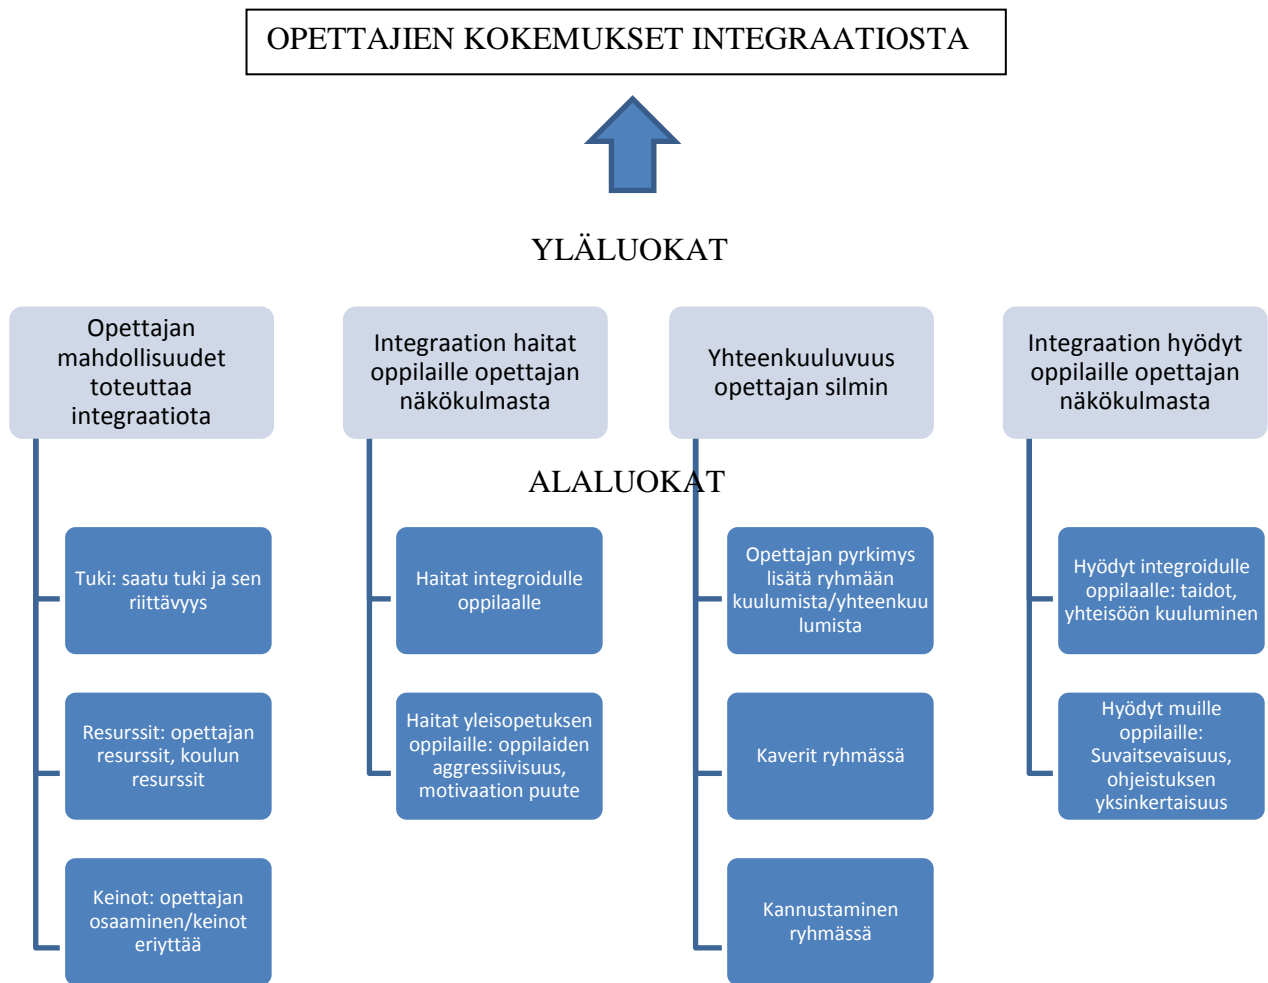 OPETTAJIEN KOKEMUKSET INTEGRAATIOSTA
YLÄLUOKAT
Opettajan
mahdollisuudet
toteuttaa
integraatiota
Integraation haitat
oppilaille opettajan
näkökulmasta
Yhteenkuuluvuus
opettajan silmin
Integraation hyödyt
oppilaille opettajan
näkökulmasta
ALALUOKAT
Tuki: saatu tuki ja sen
riittävyys
Resurssit: opettajan
resurssit, koulun
resurssit
Keinot: opettajan
osaaminen/keinot
eriyttää
Haitat integroidulle
oppilaalle
Haitat yleisopetuksen
oppilaille: oppilaiden
aggressiivisuus,
motivaation puute
Opettajan pyrkimys
lisätä ryhmään
kuulumista/yhteenkuu
lumista
Kaverit ryhmässä
Kannustaminen
ryhmässä
Hyödyt integroidulle
oppilaalle: taidot,
yhteisöön kuuluminen
Hyödyt muille
oppilaille:
Suvaitsevaisuus,
ohjeistuksen
yksinkertaisuus